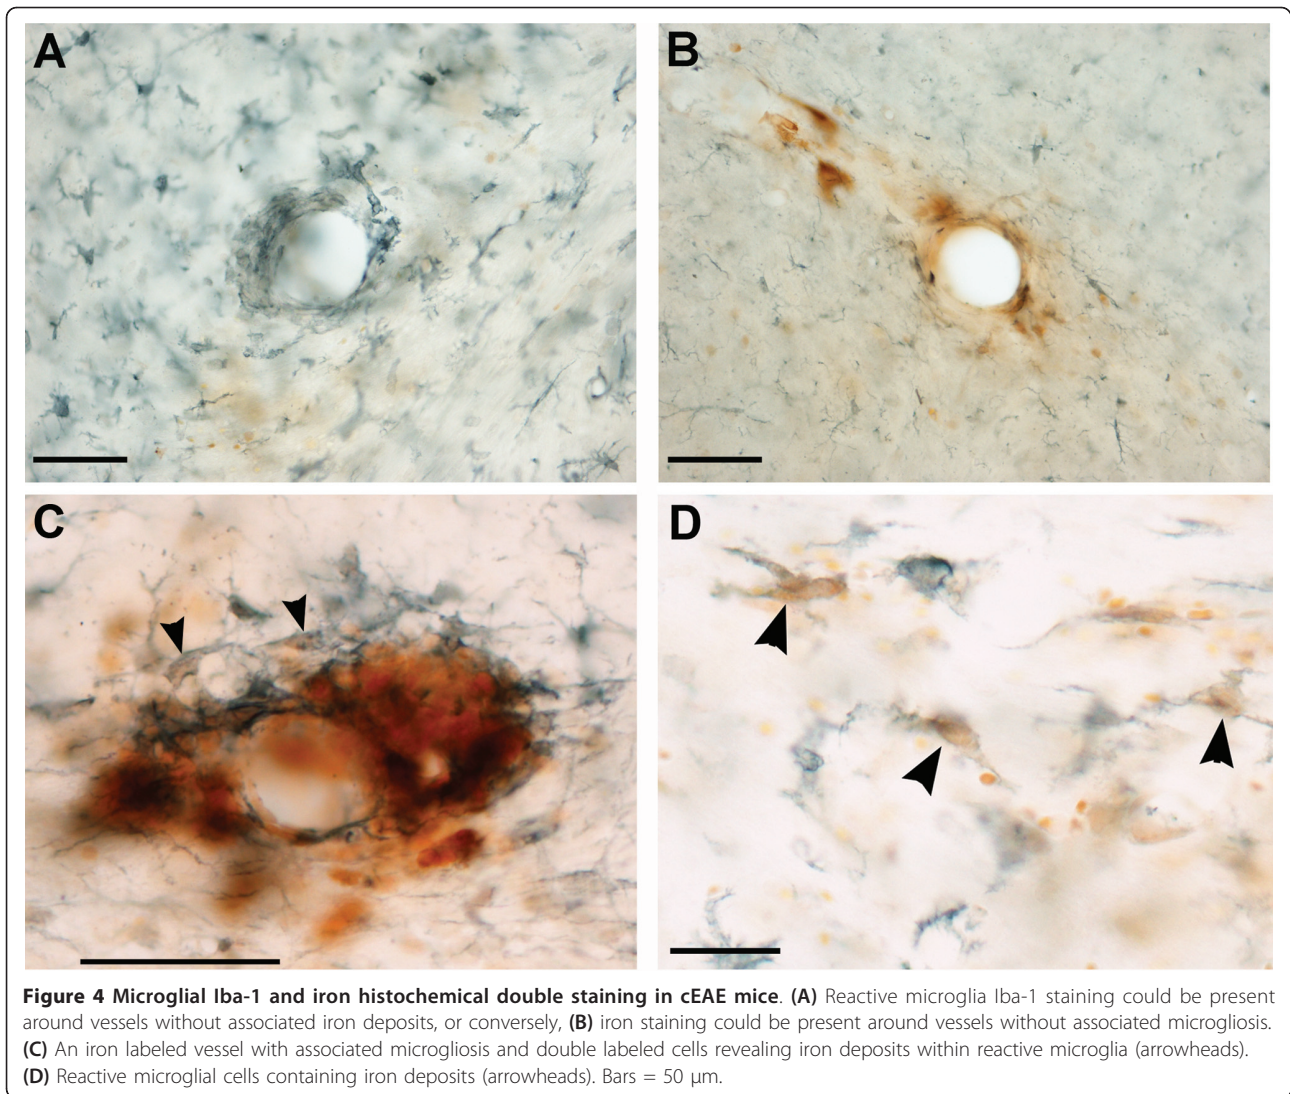 A
B
C
D
Figure 4 Microglial Iba-1 and iron histochemical double staining in cEAE mice. (A) Reactive microglia Iba-1 staining could be present
around vessels without associated iron deposits, or conversely, (B) iron staining could be present around vessels without associated microgliosis.
(C) An iron labeled vessel with associated microgliosis and double labeled cells revealing iron deposits within reactive microglia (arrowheads).
(D) Reactive microglial cells containing iron deposits (arrowheads). Bars = 50 μm.